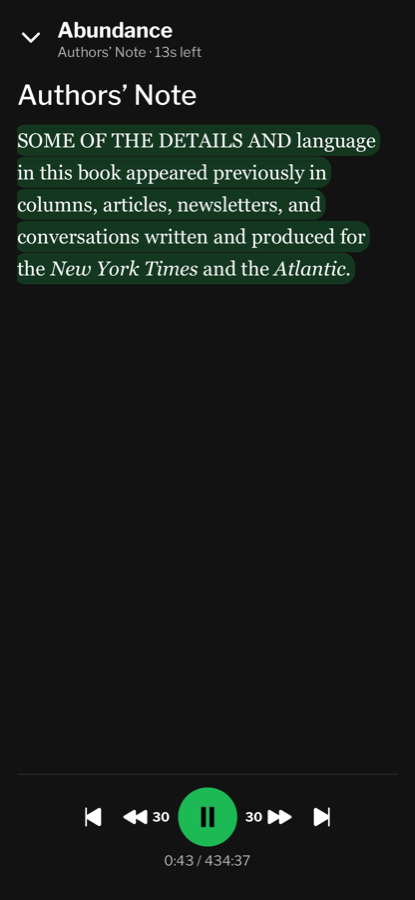 Abundance
Authors’ Note · 13s left
Authors’ Note
SOME OF THE DETAILS AND language
in this book appeared previously in
columns, articles, newsletters, and
conversations written and produced for
the New York Times and the Atlantic.
30 30
0:43 / 434:37